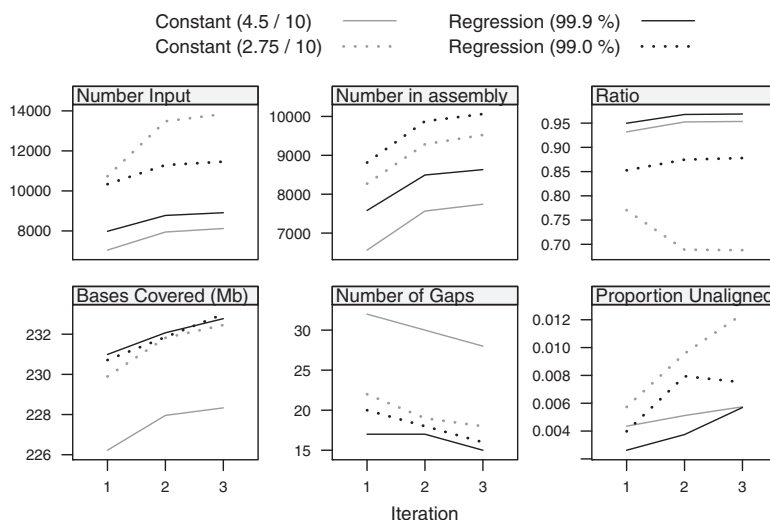 Constant (4.5 / 10)
Regression (99.9 %)
Constant (2.75 / 10)
Regression (99.0 %)
Number Input
Number in assembly
Ratio
14000
12000
10000
8000
10000
9000
8000
7000
0.95
0.90
0.85
0.80
0.75
0.70
Bases Covered (Mb)
Number of Gaps
Proportion Unaligned
232
230
228
226
30
25
20
15
0.012
0.010
0.008
0.006
0.004
1 2 3
1 2 3
1 2 3
Iteration